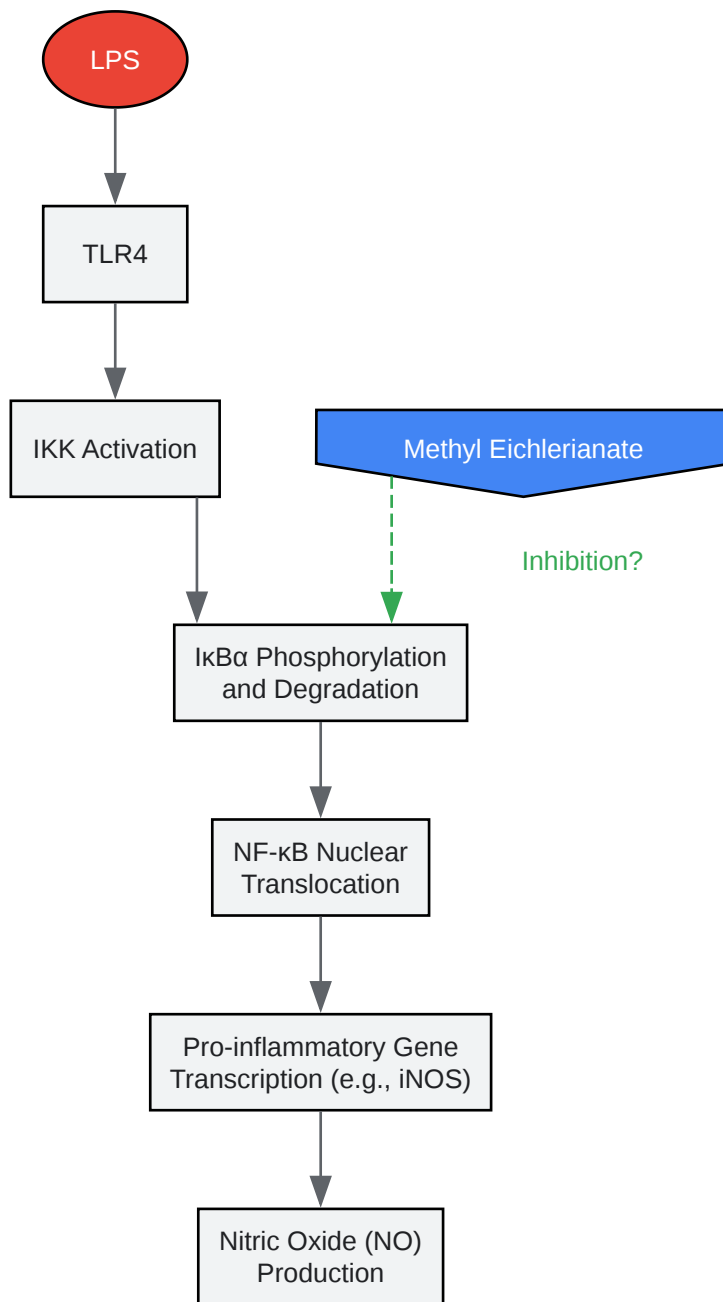 LPS
TLR4
IKK Activation
Methyl Eichlerianate
Inhibition?
IκBα Phosphorylation
and Degradation
NF-κB Nuclear
Translocation
Pro-inflammatory Gene
Transcription (e.g., iNOS)
Nitric Oxide (NO)
Production